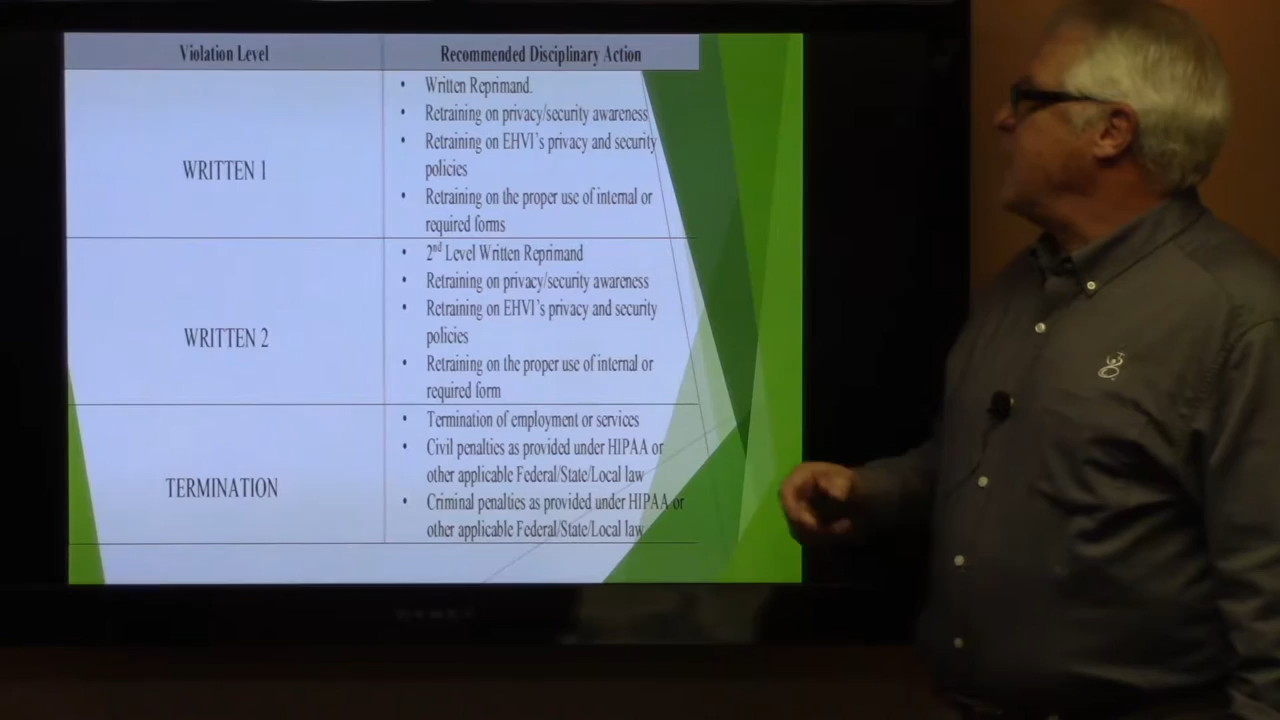 Violation Level
Recommended Disciplinary Action
WRITTEN 1
• Written Reprimand.
• Retraining on privacy/security awareness
• Retraining on EHVI's privacy and security
policies
• Retraining on the proper use of internal or
required forms
WRITTEN 2
• 2nd Level Written Reprimand
• Retraining on privacy/security awareness
• Retraining on EHVI's privacy and security
policies
• Retraining on the proper use of internal or
required form
TERMINATION
• Termination of employment or services
• Civil penalties as provided under HIPAA or
other applicable Federal/State/Local law
• Criminal penalties as provided under HIPAA or
other applicable Federal/State/Local law